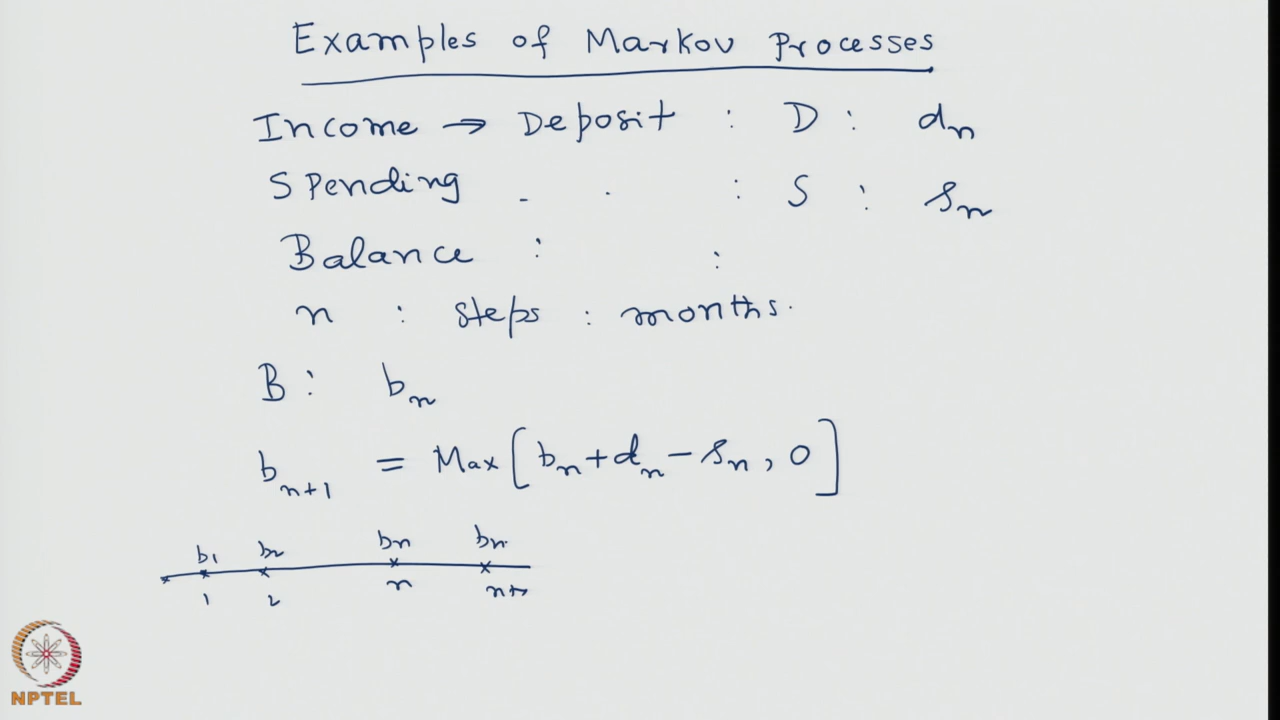 Examples of Markov Processes
Income → Deposit : D : dn
Spending - . : S : sn
Balance : :
n : steps : months.
B : bn
bn+1 = Max [bn + dn - sn, 0]
b1 b2 bn bn
1 2 n n+
NPTEL